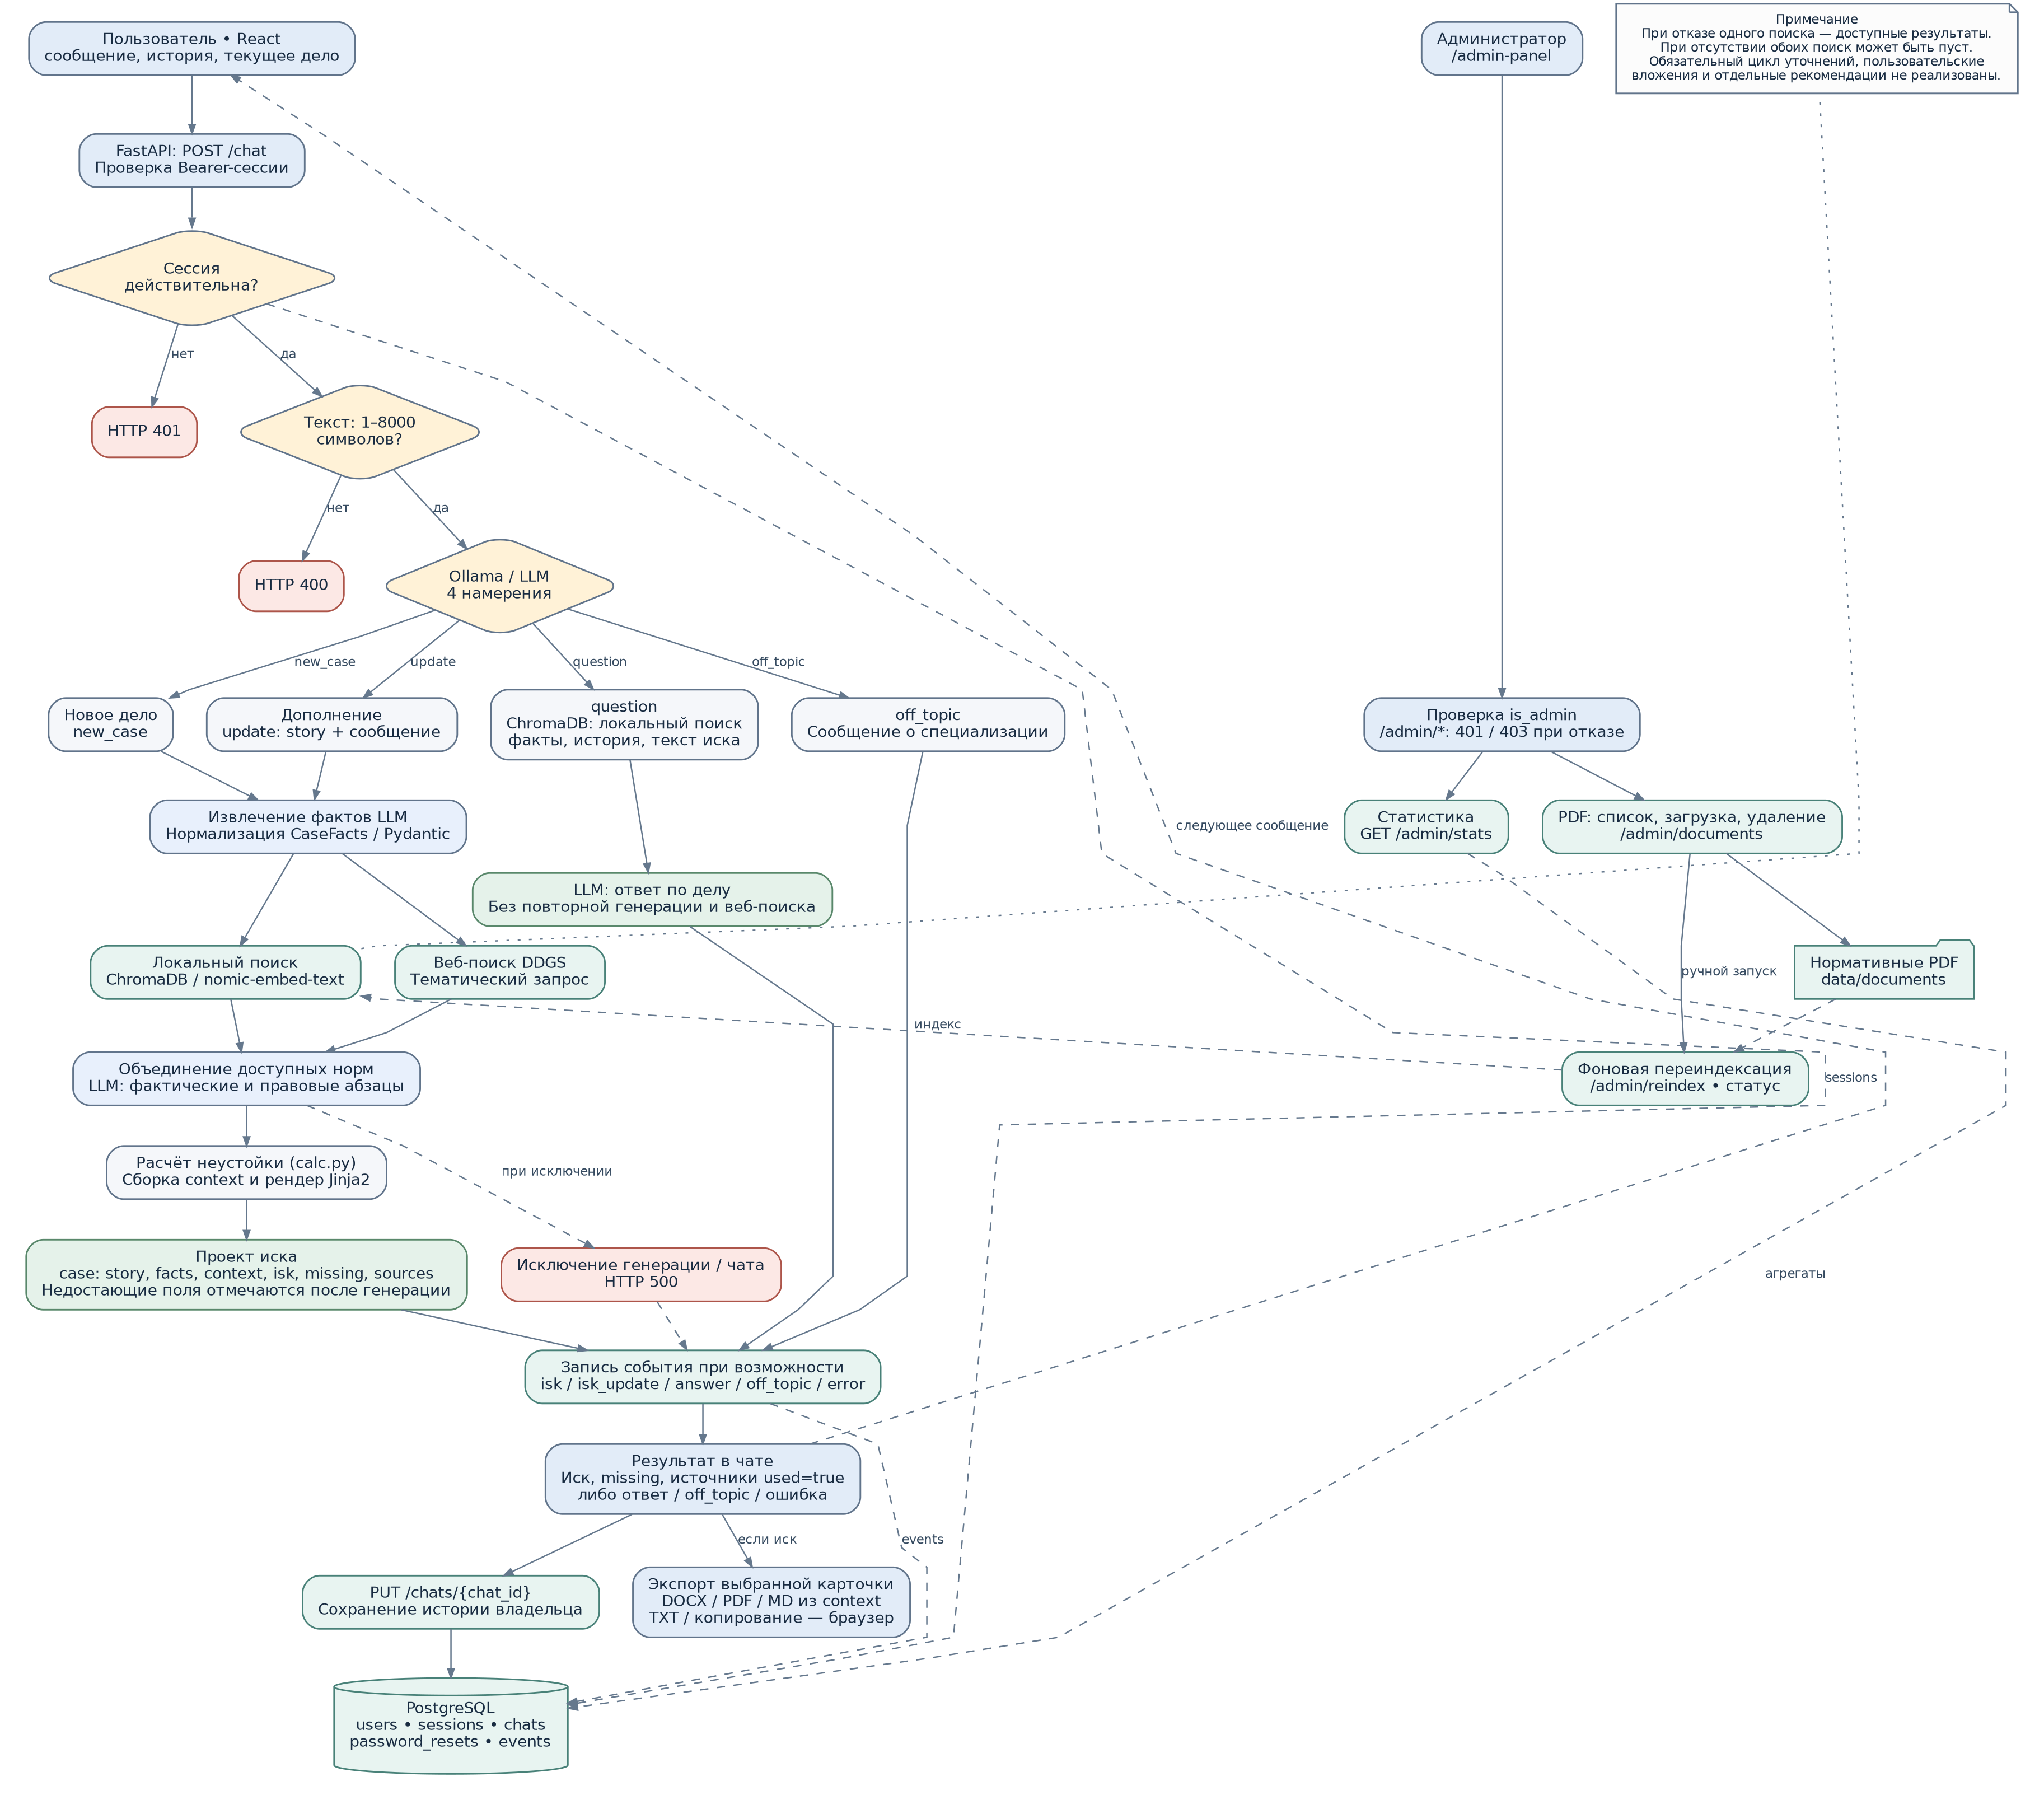 Пользователь • React
сообщение, история, текущее дело
Администратор
/admin-panel
Примечание
При отказе одного поиска — доступные результаты.
При отсутствии обоих поиск может быть пуст.
Обязательный цикл уточнений, пользовательские
вложения и отдельные рекомендации не реализованы.
FastAPI: POST /chat
Проверка Bearer-сессии
Сессия
действительна?
нет
да
HTTP 401
Текст: 1–8000
символов?
нет
да
HTTP 400
Ollama / LLM
4 намерения
new_case
update
question
off_topic
Новое дело
new_case
Дополнение
update: story + сообщение
question
ChromaDB: локальный поиск
факты, история, текст иска
off_topic
Сообщение о специализации
Проверка is_admin
/admin/*: 401 / 403 при отказе
Извлечение фактов LLM
Нормализация CaseFacts / Pydantic
следующее сообщение
Статистика
GET /admin/stats
PDF: список, загрузка, удаление
/admin/documents
LLM: ответ по делу
Без повторной генерации и веб-поиска
Локальный поиск
ChromaDB / nomic-embed-text
Веб-поиск DDGS
Тематический запрос
ручной запуск
Нормативные PDF
data/documents
индекс
Объединение доступных норм
LLM: фактические и правовые абзацы
Фоновая переиндексация
/admin/reindex • статус
sessions
Расчёт неустойки (calc.py)
Сборка context и рендер Jinja2
при исключении
Проект иска
case: story, facts, context, isk, missing, sources
Недостающие поля отмечаются после генерации
Исключение генерации / чата
HTTP 500
агрегаты
Запись события при возможности
isk / isk_update / answer / off_topic / error
Результат в чате
Иск, missing, источники used=true
либо ответ / off_topic / ошибка
если иск
events
PUT /chats/{chat_id}
Сохранение истории владельца
Экспорт выбранной карточки
DOCX / PDF / MD из context
TXT / копирование — браузер
PostgreSQL
users • sessions • chats
password_resets • events